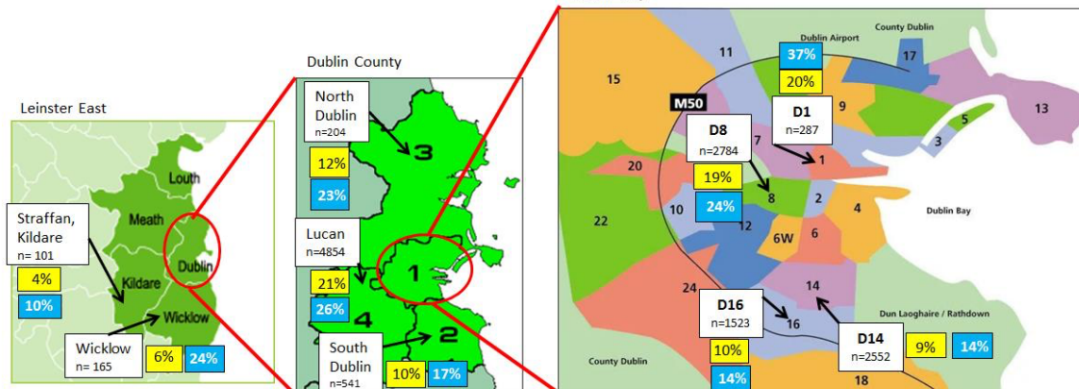 Leinster East
Louth
Meath
Straffan,
Kildare
n= 101
4%
10%
Dublin
Kildare
Wicklow
Wicklow
n= 165
6%
24%
Dublin County
North
Dublin
n=204
12%
23%
3
Lucan
n=4854
21%
26%
1
4
2
South
Dublin
n=541
10%
17%
County Dublin
Dublin Airport
11
17
37%
15
20%
M50
9
13
D1
n=287
5
D8
n=2784
3
7
19%
20
1
24%
8
2
4
10
22
12
Dublin Bay
6W
6
24
14
D16
n=1523
16
Dun Laoghaire / Rathdown
D14
n=2552
9%
14%
County Dublin
10%
14%
18